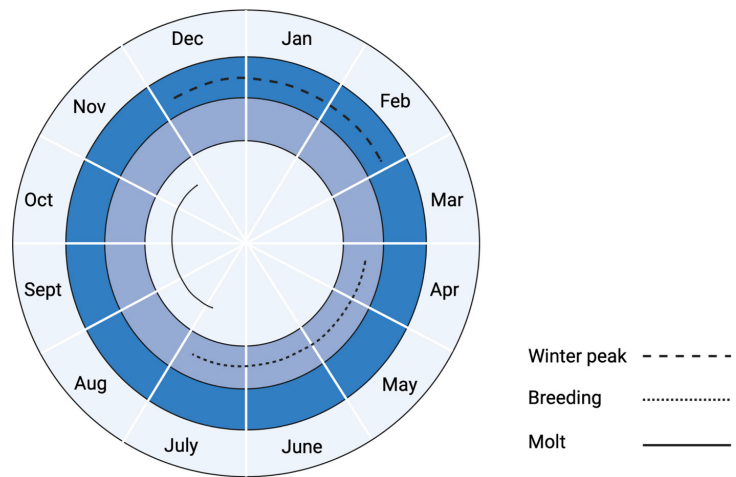 Dec
Jan
Nov
Feb
Oct
Mar
Sept
Apr
Aug
May
July
June
Winter peak
Breeding
Molt